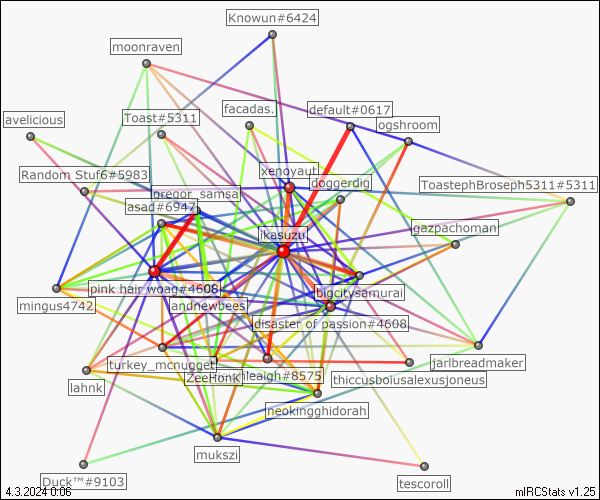 Knowun#6424
moonraven
facadas.
default#0617
Toast#5311
ogshroom
avelicious
xenovaut
Random Stuf6#5983
doggerdig
ToastephBroseph5311#5311
gregor_samsa
asad#6947
ikasuzu
gazpachoman
pink hair woag#4608
bigcitysamurai
mingus4742
andnewbees
disaster of passion#4608
turkey_mcnugget
jarlbreadmaker
ZeeHonK
leigh#8575
thiccusboiusalexusjoneus
lahnk
neokingghidorah
mukszi
Duck™#9103
tescoroll
4.3.2024 0:06
mIRCStats v1.25